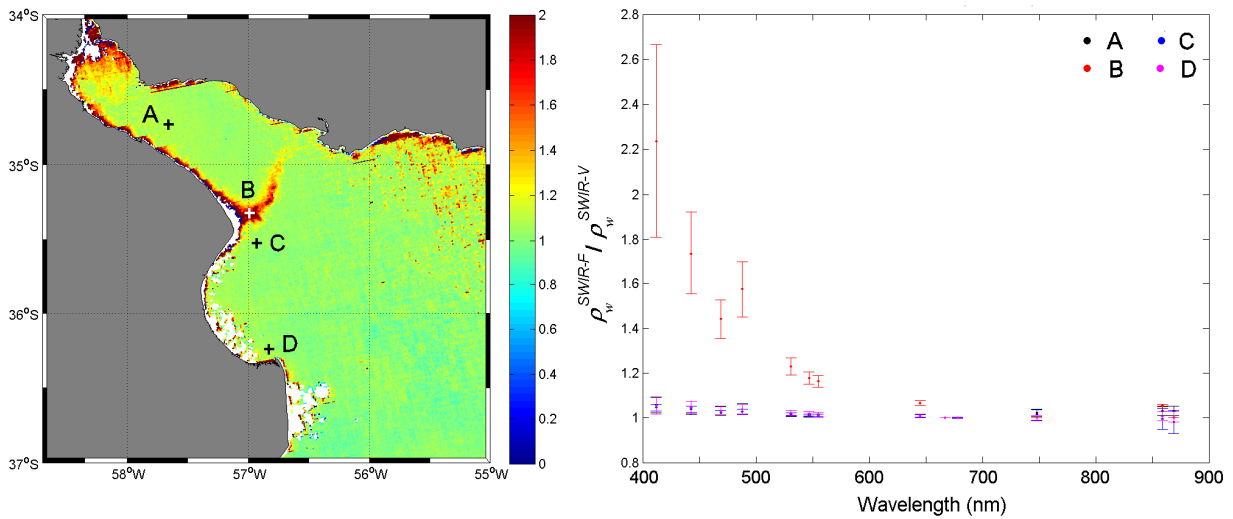 34°S
35°S
36°S
37°S
58°W
57°W
56°W
55°W
A
B
C
D
2
1.8
1.6
1.4
1.2
1
0.8
0.6
0.4
0.2
0
ρw^SWIR-F / ρw^SWIR-V
2.8
2.6
2.4
2.2
2
1.8
1.6
1.4
1.2
1
0.8
400
500
600
700
800
900
Wavelength (nm)
A
C
B
D